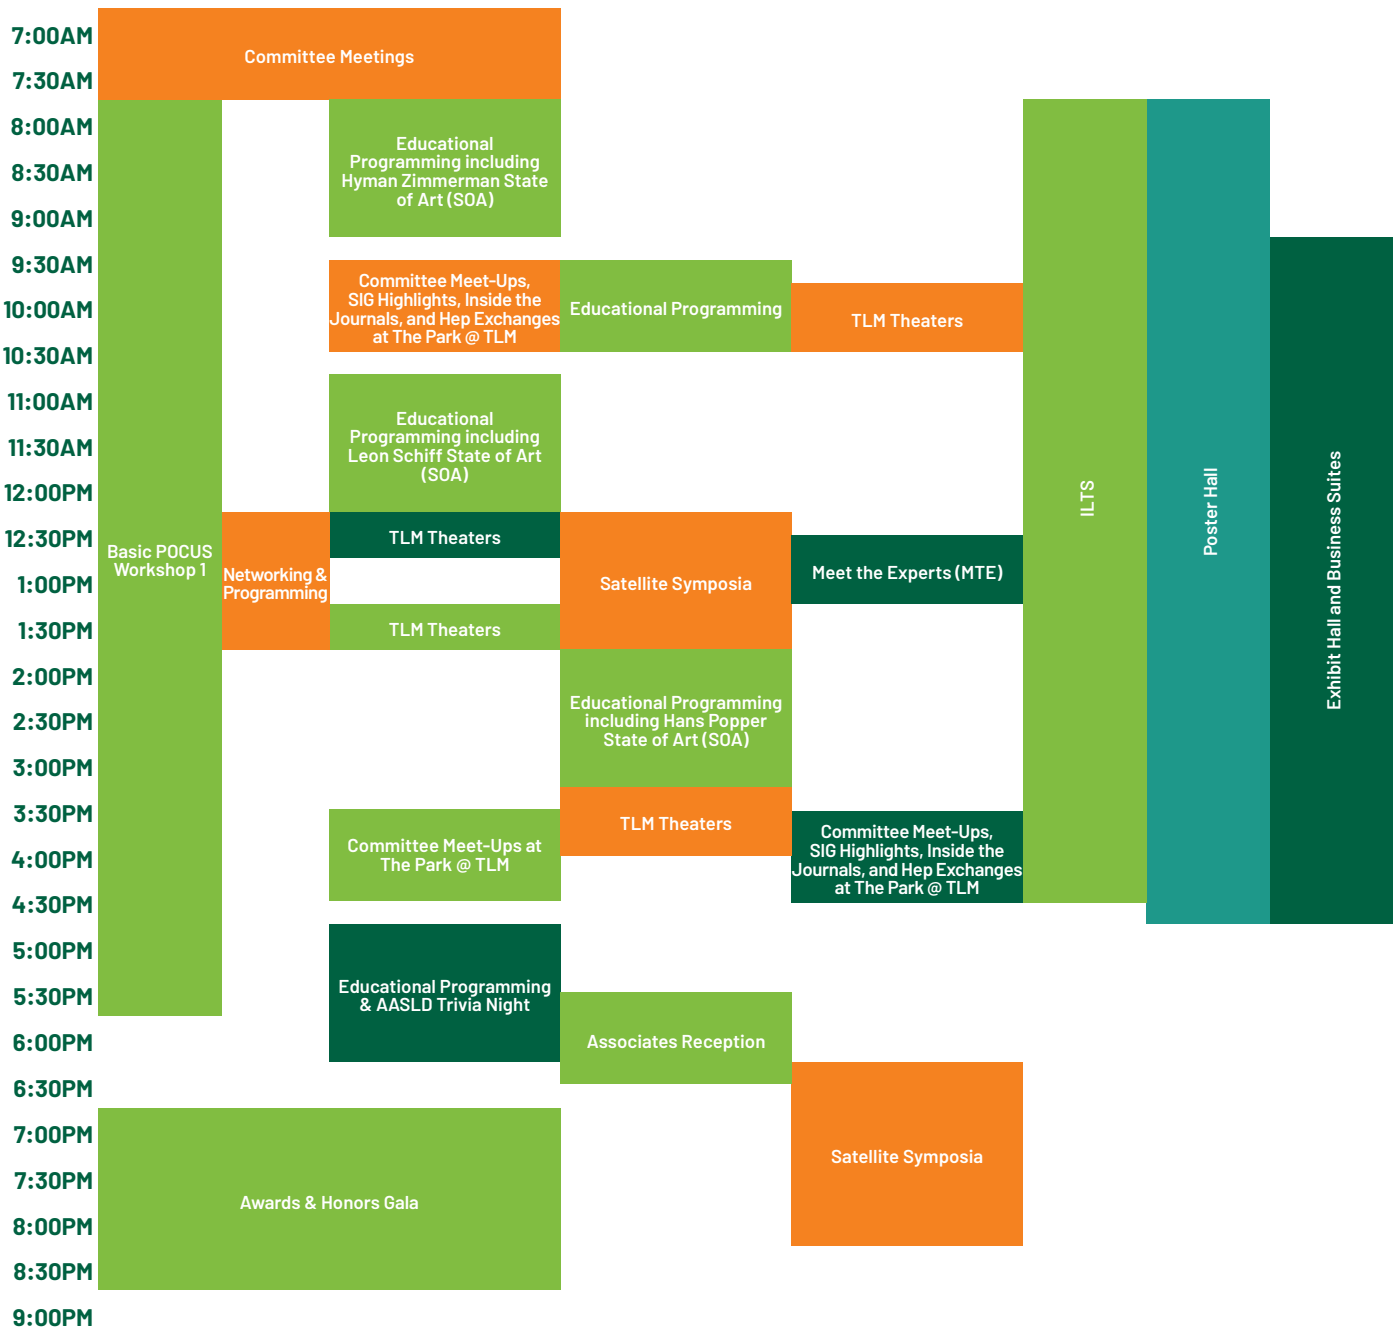 7:00AM
7:30AM
8:00AM
8:30AM
9:00AM
9:30AM
10:00AM
10:30AM
11:00AM
11:30AM
12:00PM
12:30PM
1:00PM
1:30PM
2:00PM
2:30PM
3:00PM
3:30PM
4:00PM
4:30PM
5:00PM
5:30PM
6:00PM
6:30PM
7:00PM
7:30PM
8:00PM
8:30PM
9:00PM
Committee Meetings
Basic POCUS
Workshop 1
Networking &
Programming
Educational
Programming including
Hyman Zimmerman State
of Art (SOA)
Committee Meet-Ups,
SIG Highlights, Inside the
Journals, and Hep Exchanges
at The Park @ TLM
Educational Programming
TLM Theaters
Educational
Programming including
Leon Schiff State of Art
(SOA)
TLM Theaters
TLM Theaters
Satellite Symposia
Meet the Experts (MTE)
Educational Programming
including Hans Popper
State of Art (SOA)
TLM Theaters
Committee Meet-Ups at
The Park @ TLM
Committee Meet-Ups,
SIG Highlights, Inside the
Journals, and Hep Exchanges
at The Park @ TLM
Educational Programming
& AASLD Trivia Night
Associates Reception
Satellite Symposia
Awards & Honors Gala
ILTS
Poster Hall
Exhibit Hall and Business Suites